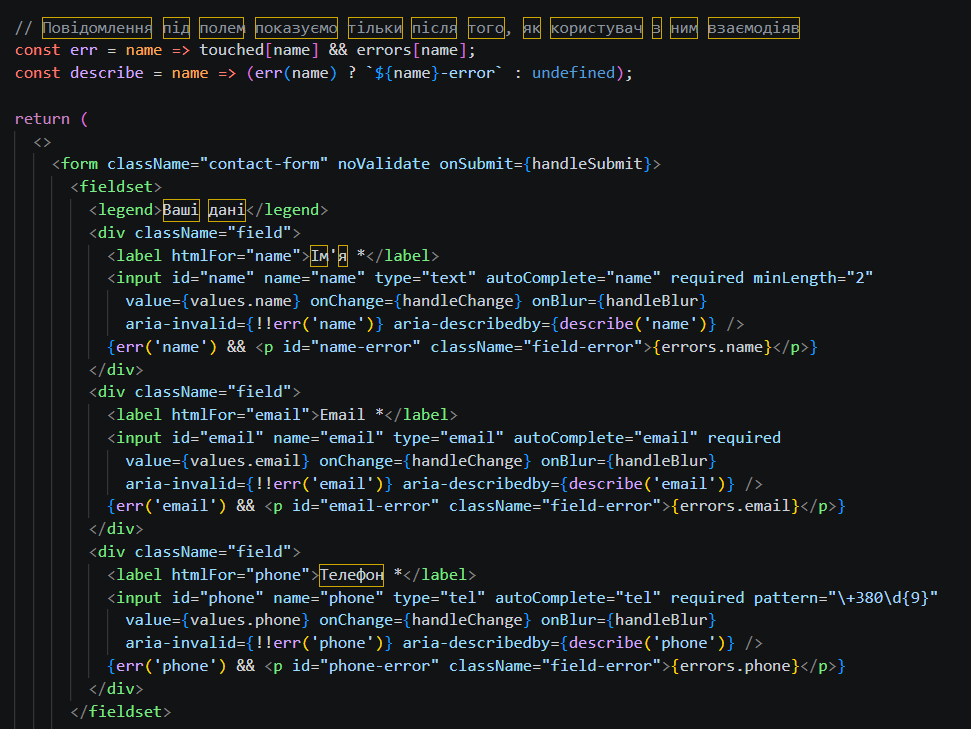 // Повідомлення під полем показуємо тільки після того, як користувач з ним взаємодіяв
const err = name => touched[name] && errors[name];
const describe = name => (err(name) ? `${name}-error` : undefined);
return (
<>
<form className="contact-form" noValidate onSubmit={handleSubmit}>
<fieldset>
<legend>Ваші дані</legend>
<div className="field">
<label htmlFor="name">Ім'я *</label>
<input id="name" name="name" type="text" autoComplete="name" required minLength="2"
value={values.name} onChange={handleChange} onBlur={handleBlur}
aria-invalid={!!err('name')} aria-describedby={describe('name')} />
{err('name') && <p id="name-error" className="field-error">{errors.name}</p>}
</div>
<div className="field">
<label htmlFor="email">Email *</label>
<input id="email" name="email" type="email" autoComplete="email" required
value={values.email} onChange={handleChange} onBlur={handleBlur}
aria-invalid={!!err('email')} aria-describedby={describe('email')} />
{err('email') && <p id="email-error" className="field-error">{errors.email}</p>}
</div>
<div className="field">
<label htmlFor="phone">Телефон *</label>
<input id="phone" name="phone" type="tel" autoComplete="tel" required pattern="\+380\d{9}"
value={values.phone} onChange={handleChange} onBlur={handleBlur}
aria-invalid={!!err('phone')} aria-describedby={describe('phone')} />
{err('phone') && <p id="phone-error" className="field-error">{errors.phone}</p>}
</div>
</fieldset>